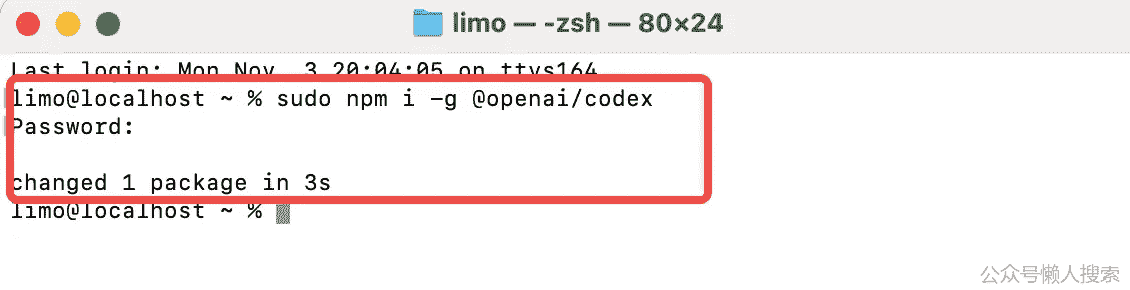 limo — -zsh — 80×24
Last login: Mon Nov  3 20:04:05 on ttys164
limo@localhost ~ % sudo npm i -g @openai/codex
Password:
changed 1 package in 3s
limo@localhost ~ %
公众号懒人搜索